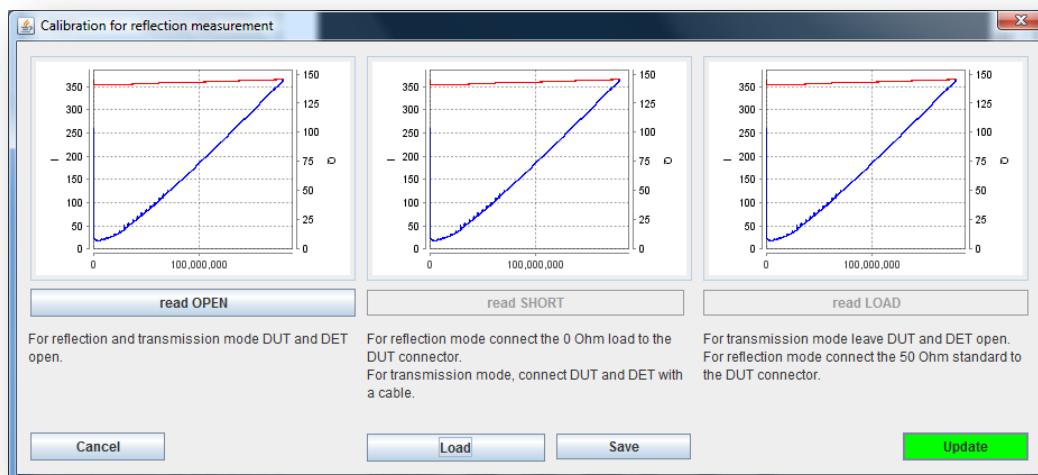 Calibration for reflection measurement
350
300
250
200
150
100
50
0
I
150
125
100
75
50
25
0
Q
0
100,000,000
350
300
250
200
150
100
50
0
I
150
125
100
75
50
25
0
Q
0
100,000,000
350
300
250
200
150
100
50
0
I
150
125
100
75
50
25
0
Q
0
100,000,000
read OPEN
read SHORT
read LOAD
For reflection and transmission mode DUT and DET
open.
For reflection mode connect the 0 Ohm load to the
DUT connector.
For transmission mode, connect DUT and DET with
a cable.
For transmission mode leave DUT and DET open.
For reflection mode connect the 50 Ohm standard to
the DUT connector.
Cancel
Load
Save
Update